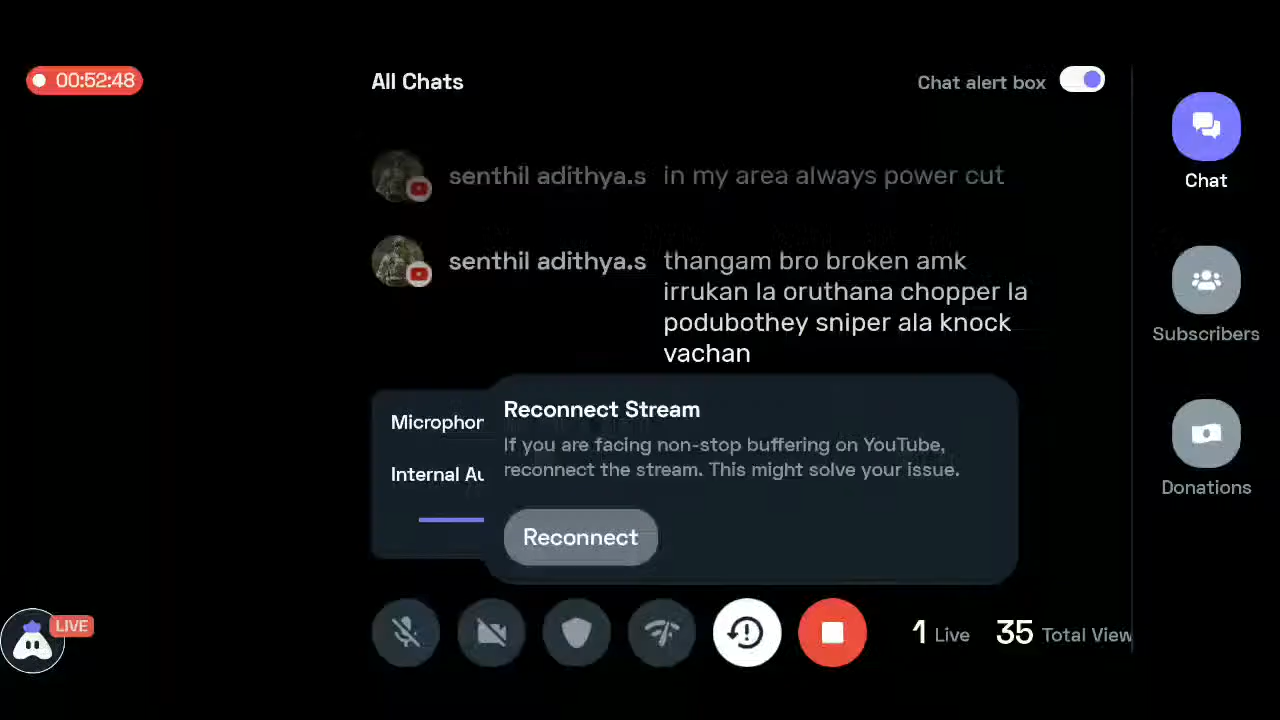 00:52:48
All Chats
Chat alert box
senthil adithya.s in my area always power cut
senthil adithya.s thangam bro broken amk
irrukan la oruthana chopper la
podubothey sniper ala knock
vachan
Chat
Subscribers
Donations
Microphon
Internal Au
Reconnect Stream
If you are facing non-stop buffering on YouTube,
reconnect the stream. This might solve your issue.
Reconnect
LIVE
1 Live 35 Total View